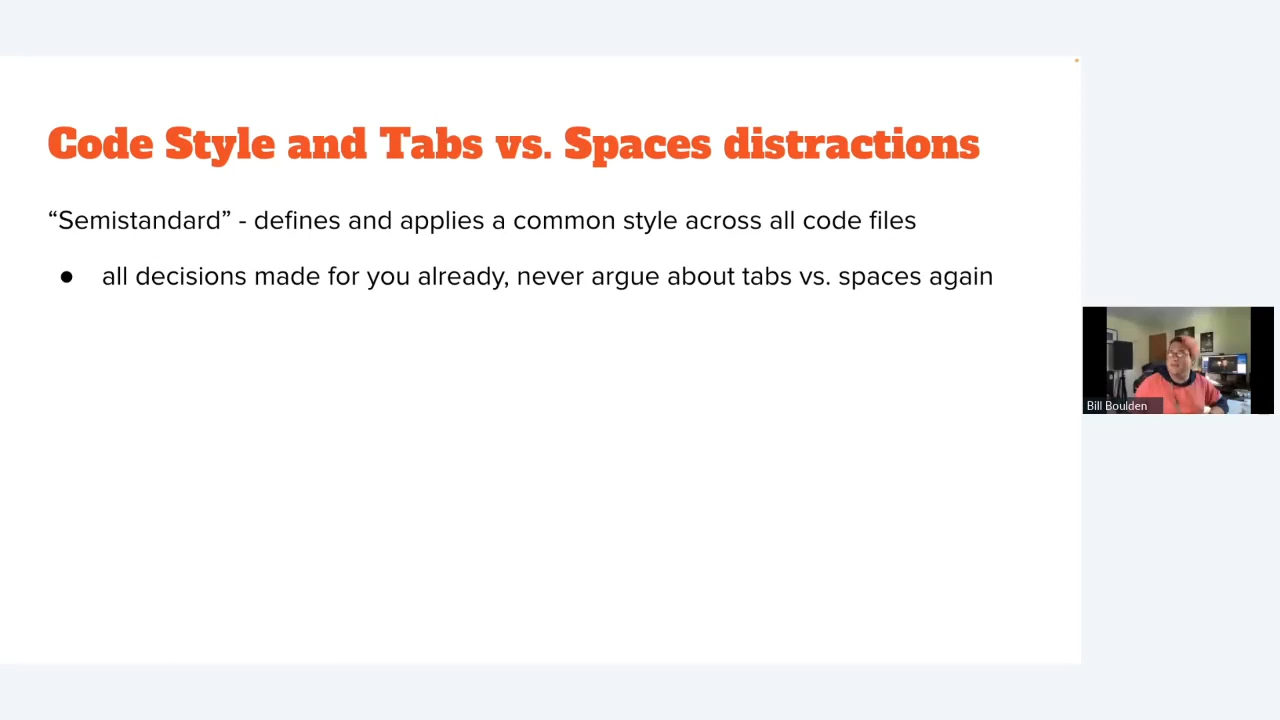 Code Style and Tabs vs. Spaces distractions
“Semistandard” - defines and applies a common style across all code files
● all decisions made for you already, never argue about tabs vs. spaces again
Bill Boulden